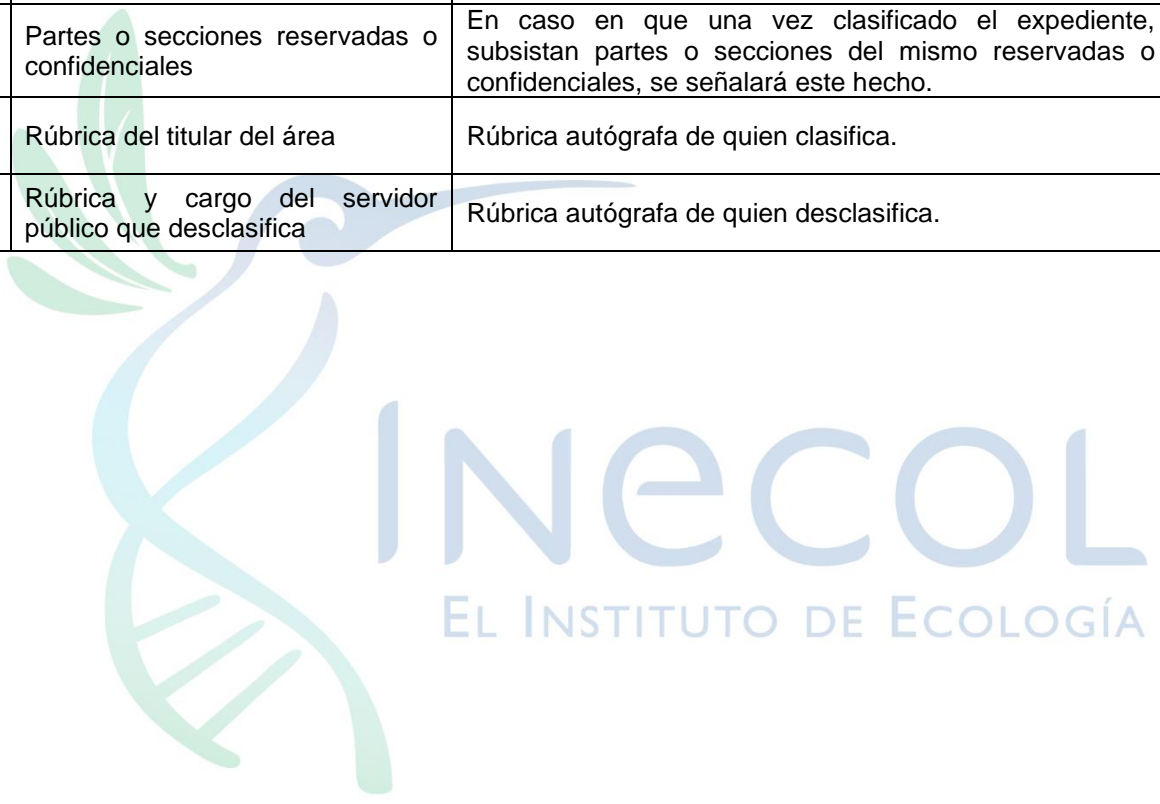 Partes o secciones reservadas o
confidenciales
En caso en que una vez clasificado el expediente,
subsistan partes o secciones del mismo reservadas o
confidenciales, se señalará este hecho.
Rúbrica del titular del área
Rúbrica autógrafa de quien clasifica.
Rúbrica y cargo del servidor
público que desclasifica
Rúbrica autógrafa de quien desclasifica.
INECOL
EL INSTITUTO DE ECOLOGÍA